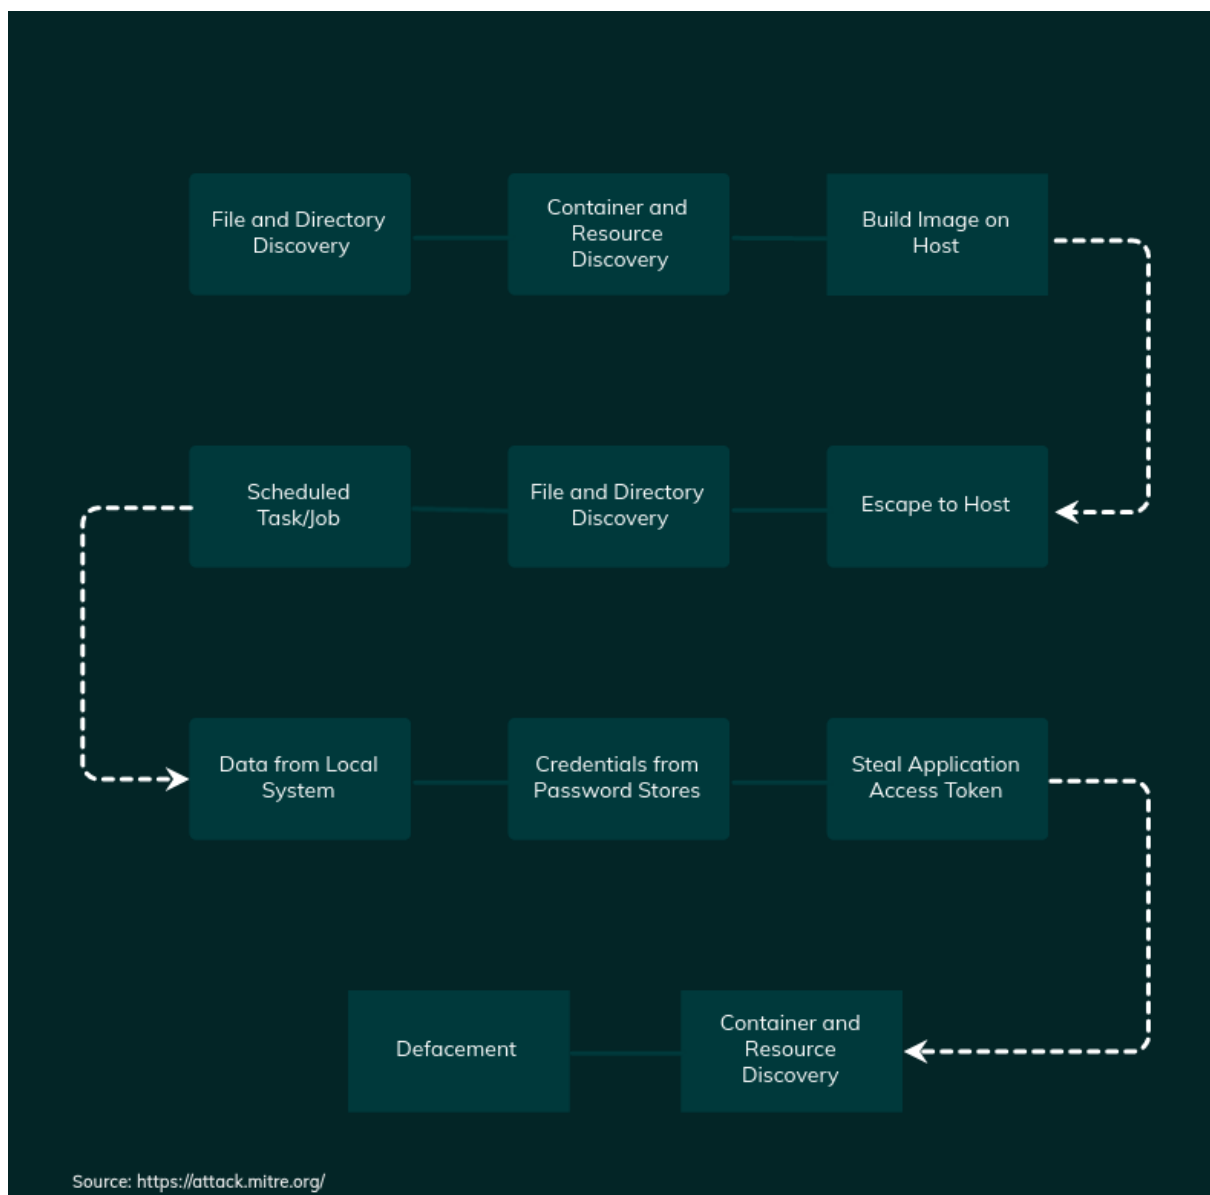 File and Directory
Discovery
Container and
Resource
Discovery
Build Image on
Host
Scheduled
Task/Job
File and Directory
Discovery
Escape to Host
Data from Local
System
Credentials from
Password Stores
Steal Application
Access Token
Defacement
Container and
Resource
Discovery
Source: https://attack.mitre.org/